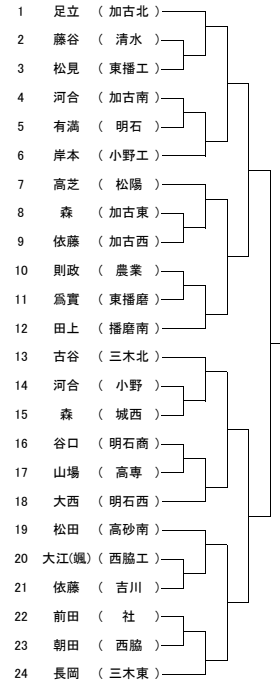 1 足立 ( 加古北 )
2 藤谷 ( 清水 )
3 松見 ( 東播工 )
4 河合 ( 加古南 )
5 有満 ( 明石 )
6 岸本 ( 小野工 )
7 高芝 ( 松陽 )
8 森 ( 加古東 )
9 依藤 ( 加古西 )
10 則政 ( 農業 )
11 爲實 ( 東播磨 )
12 田上 ( 播磨南 )
13 古谷 ( 三木北 )
14 河合 ( 小野 )
15 森 ( 城西 )
16 谷口 ( 明石商 )
17 山場 ( 高専 )
18 大西 ( 明石西 )
19 松田 ( 高砂南 )
20 大江(颯) ( 西脇工 )
21 依藤 ( 吉川 )
22 前田 ( 社 )
23 朝田 ( 西脇 )
24 長岡 ( 三木東 )